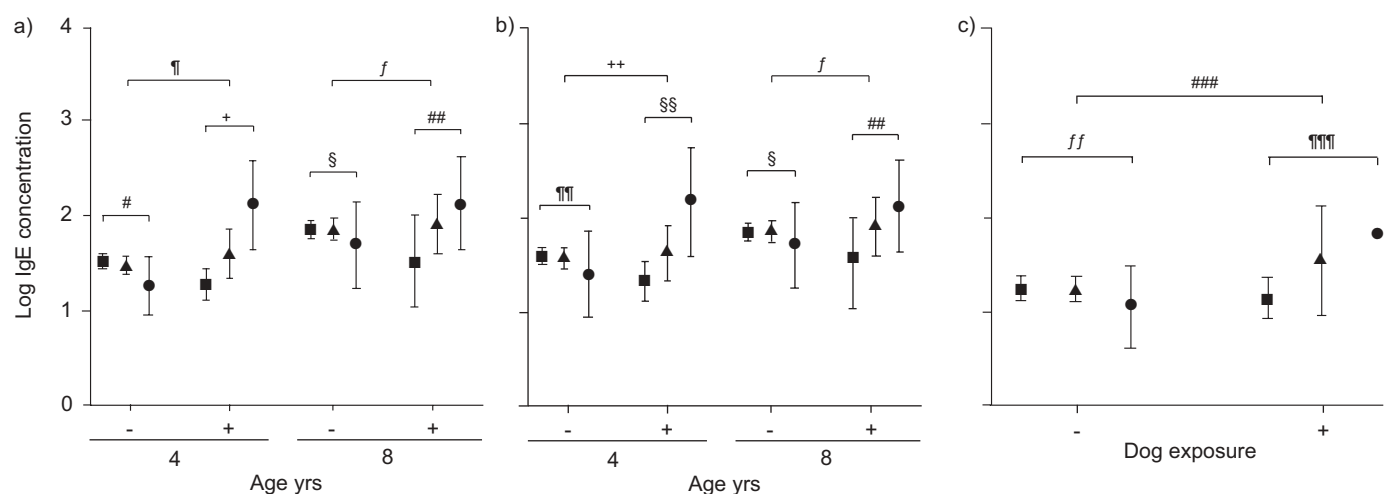 a)
b)
c)
Log IgE concentration
4
3
2
1
0
¶
ƒ
+
##
#
§
++
ƒ
§§
##
¶¶
§
###
ƒƒ
¶¶¶
- + - +
4 8
Age yrs
- + - +
4 8
Age yrs
- +
Dog exposure